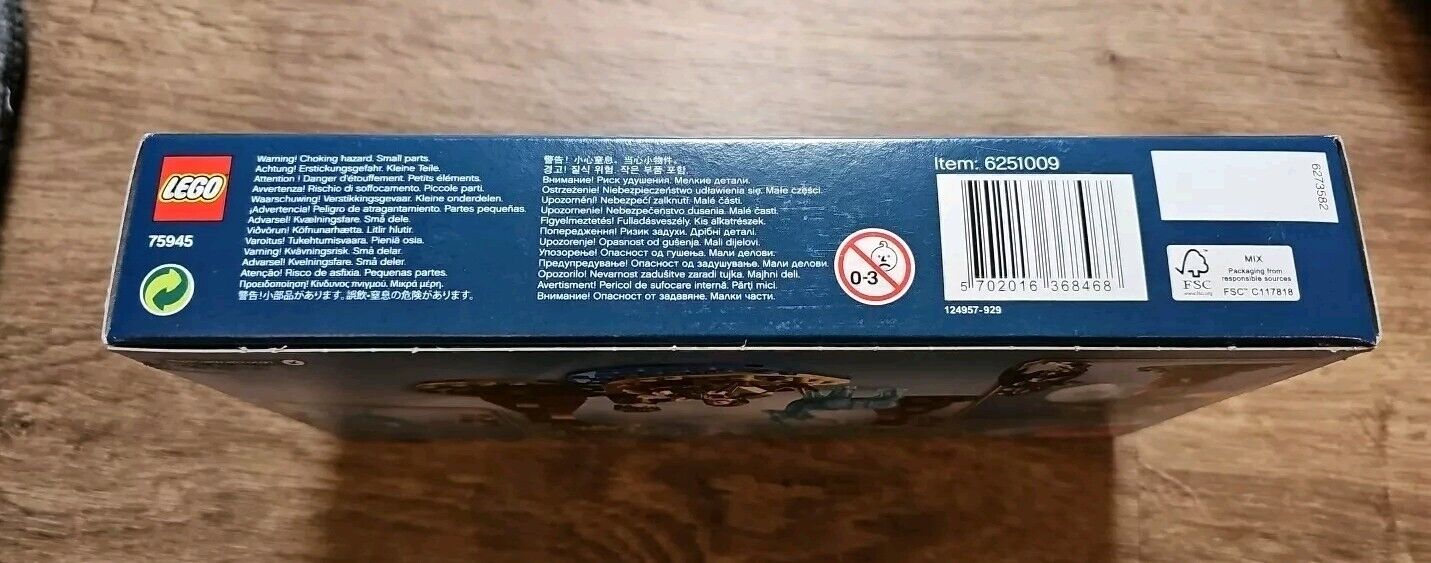 LEGO
75945
Warning! Choking hazard. Small parts.
Achtung! Erstickungsgefahr. Kleine Teile.
Attention ! Danger d'étouffement. Petits éléments.
Avvertenza! Rischio di soffocamento. Piccole parti.
Waarschuwing! Verstikkingsgevaar. Kleine onderdelen.
¡Advertencia! Peligro de atragantamiento. Partes pequeñas.
Advarsel! Kvælningsfare. Små dele.
Viðvörun! Köfnunarhætta. Litlir hlutir.
Varoitus! Tukehtumisvaara. Pieniä osia.
Varning! Kvävningsrisk. Små delar.
Advarsel! Kvelningsfare. Små deler.
Atenção! Risco de asfixia. Pequenas partes.
Προειδοποίηση! Κίνδυνος πνιγμού. Μικρά μέρη.
警告!小部品があります。誤飲・窒息の危険があります。
警告！小心窒息。当心小物件。
경고! 질식 위험. 작은 부품 포함.
Внимание! Риск удушения. Мелкие детали.
Ostrzeżenie! Niebezpieczeństwo udławienia się. Małe części.
Upozornění! Nebezpečí zalknutí. Malé části.
Upozornenie! Nebezpečenstvo dusenia. Malé časti.
Figyelmeztetés! Fulladásveszély. Kis alkatrészek.
Попередження! Ризик задухи. Дрібні деталі.
Upozorenje! Opasnost od gušenja. Mali dijelovi.
Упозорење! Опасност од гушења. Мали делови.
Предупредување! Опасност од задушување. Мали делови.
Opozorilo! Nevarnost zadušitve zaradi tujka. Majhni deli.
Avertisment! Pericol de sufocare internă. Părţi mici.
Внимание! Опасност от задавяне. Малки части.
0-3
Item: 6251009
5 702016 368468
124957-929
6273582
FSC
www.fsc.org
MIX
Packaging from
responsible sources
FSC™ C117818